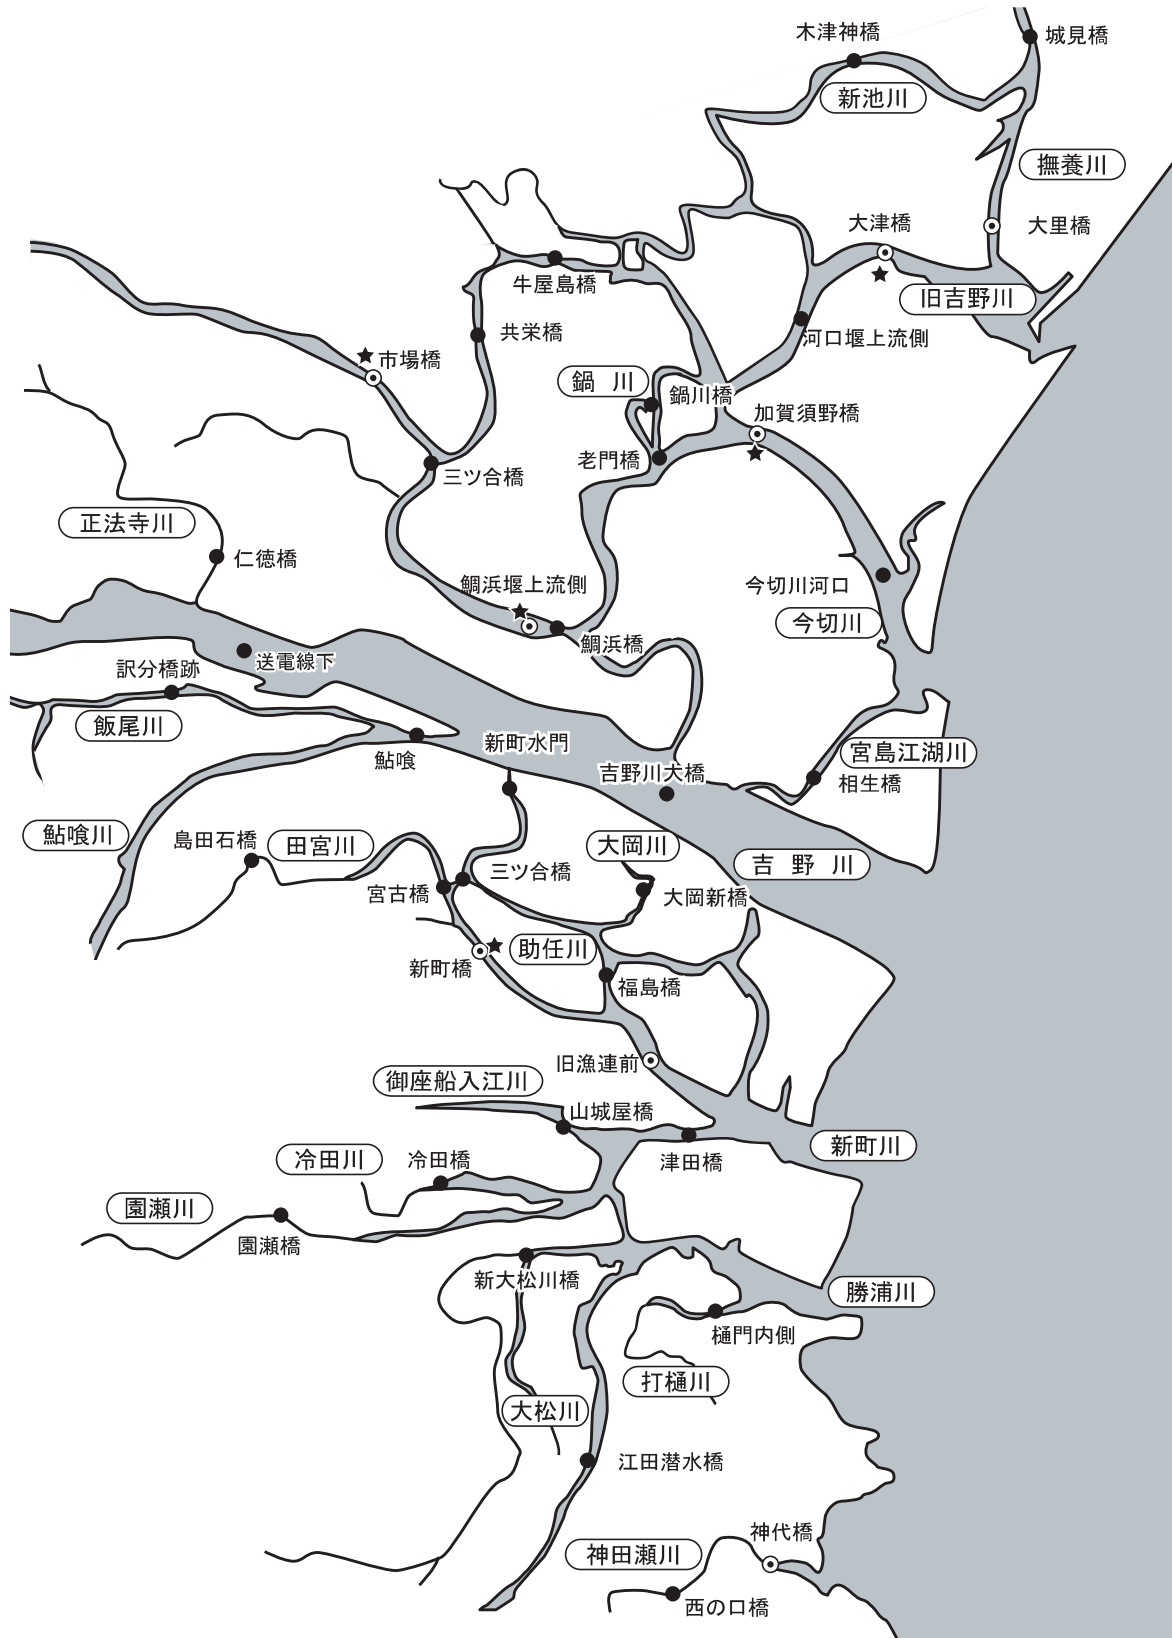 木津神橋
城見橋
新池川
撫養川
大津橋
大里橋
牛屋島橋
旧吉野川
共栄橋
河口堰上流側
市場橋
鍋 川
鍋川橋
加賀須野橋
老門橋
三ツ合橋
正法寺川
仁徳橋
鯛浜堰上流側
今切川河口
今切川
鯛浜橋
送電線下
訳分橋跡
飯尾川
新町水門
宮島江湖川
鮎喰
吉野川大橋
相生橋
鮎喰川
島田石橋
田宮川
大岡川
吉 野 川
三ツ合橋
宮古橋
大岡新橋
助任川
新町橋
福島橋
旧漁連前
御座船入江川
山城屋橋
新町川
冷田川
冷田橋
津田橋
園瀬川
園瀬橋
新大松川橋
勝浦川
樋門内側
打樋川
大松川
江田潜水橋
神代橋
神田瀬川
西の口橋